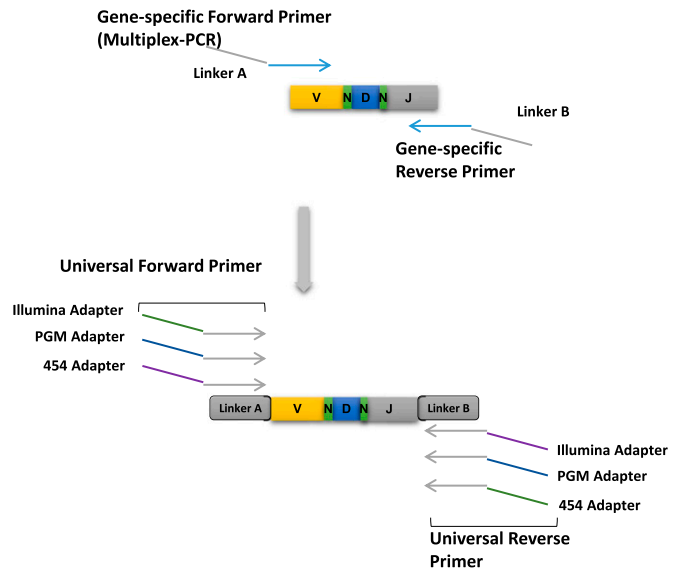 Gene-specific Forward Primer
(Multiplex-PCR)
Linker A
V N D N J
Linker B
Gene-specific
Reverse Primer
Universal Forward Primer
Illumina Adapter
PGM Adapter
454 Adapter
Linker A V N D N J Linker B
Illumina Adapter
PGM Adapter
454 Adapter
Universal Reverse
Primer